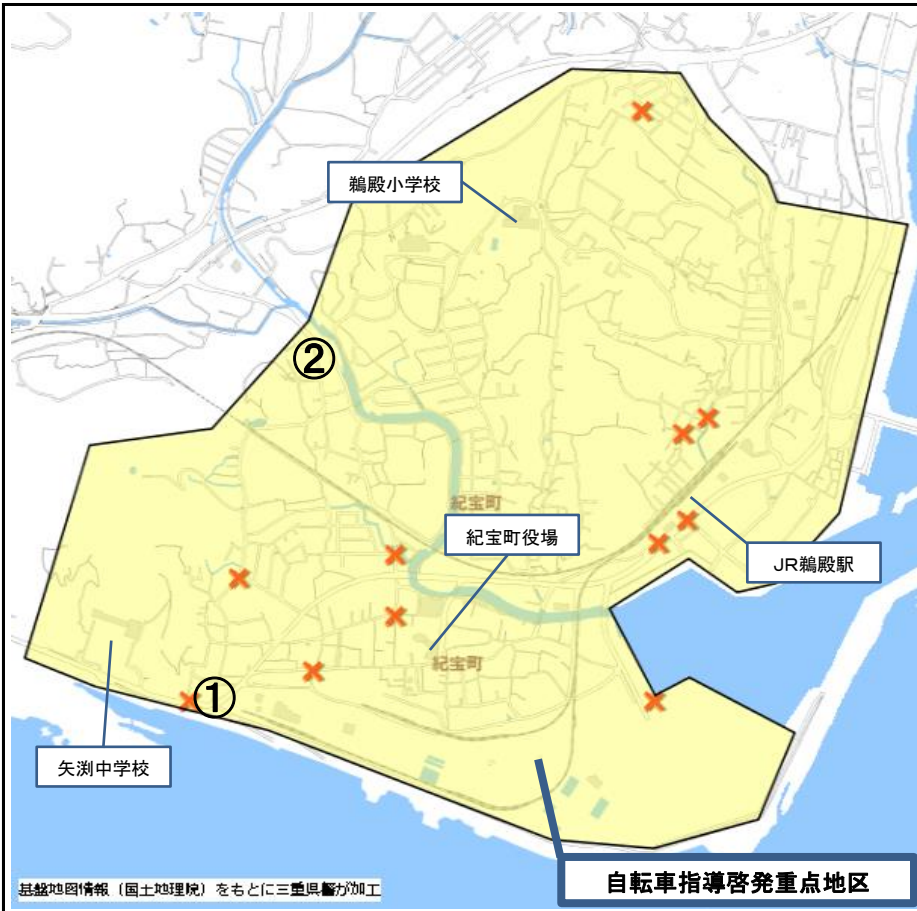 鵜殿小学校
②
紀宝町
紀宝町役場
JR鵜殿駅
紀宝町
①
矢渕中学校
自転車指導啓発重点地区
基盤地図情報（国土地理院）をもとに三重県警が加工